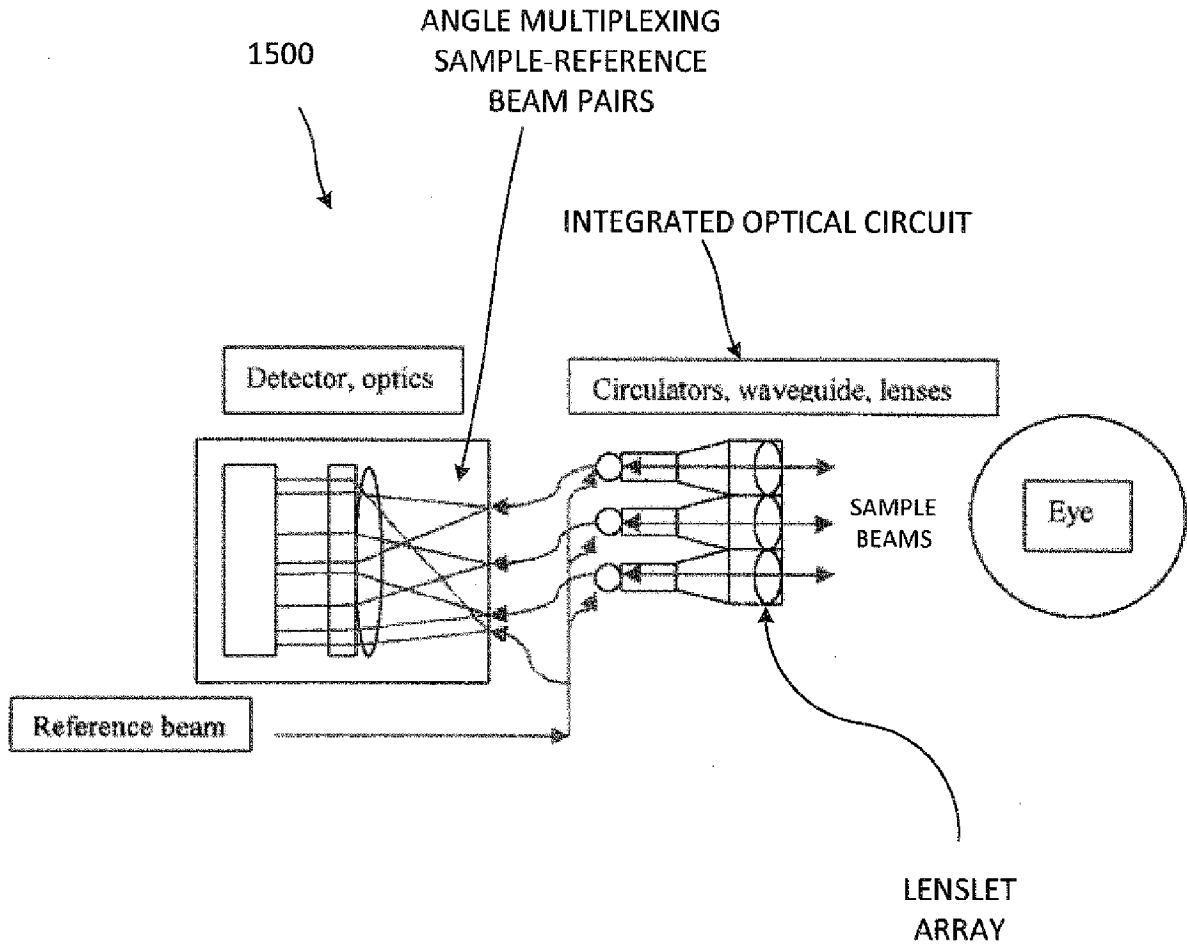 ANGLE MULTIPLEXING
SAMPLE-REFERENCE
BEAM PAIRS
1500
INTEGRATED OPTICAL CIRCUIT
Detector, optics
Circulators, waveguide, lenses
SAMPLE
BEAMS
Eye
Reference beam
LENSLET
ARRAY